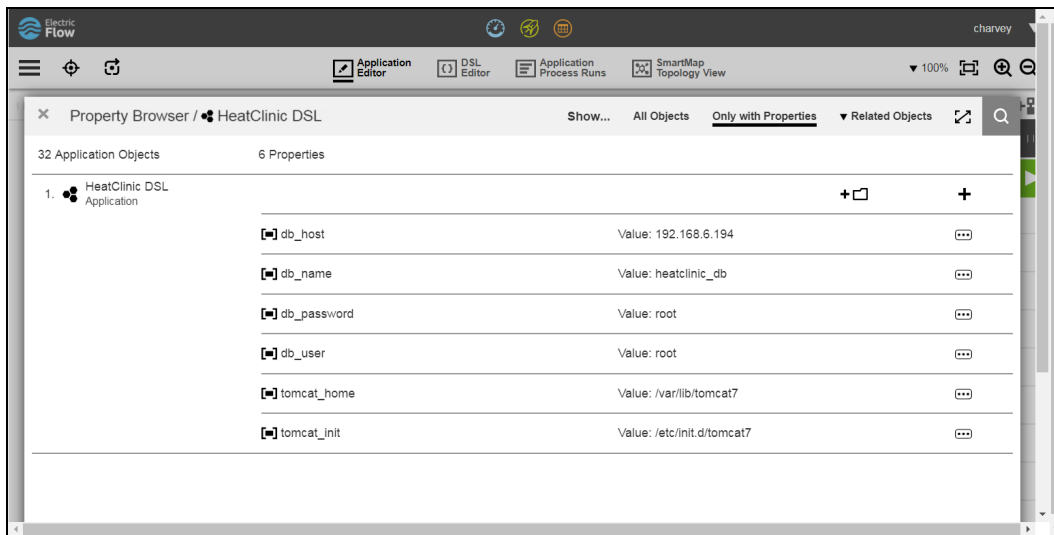 Electric
Flow
charvey
Application
Editor
DSL
Editor
Application
Process Runs
SmartMap
Topology View
▼ 100%
Property Browser / HeatClinic DSL
Show...
All Objects
Only with Properties
▼ Related Objects
32 Application Objects
6 Properties
1. HeatClinic DSL
Application
db_host
Value: 192.168.6.194
db_name
Value: heatclinic_db
db_password
Value: root
db_user
Value: root
tomcat_home
Value: /var/lib/tomcat7
tomcat_init
Value: /etc/init.d/tomcat7